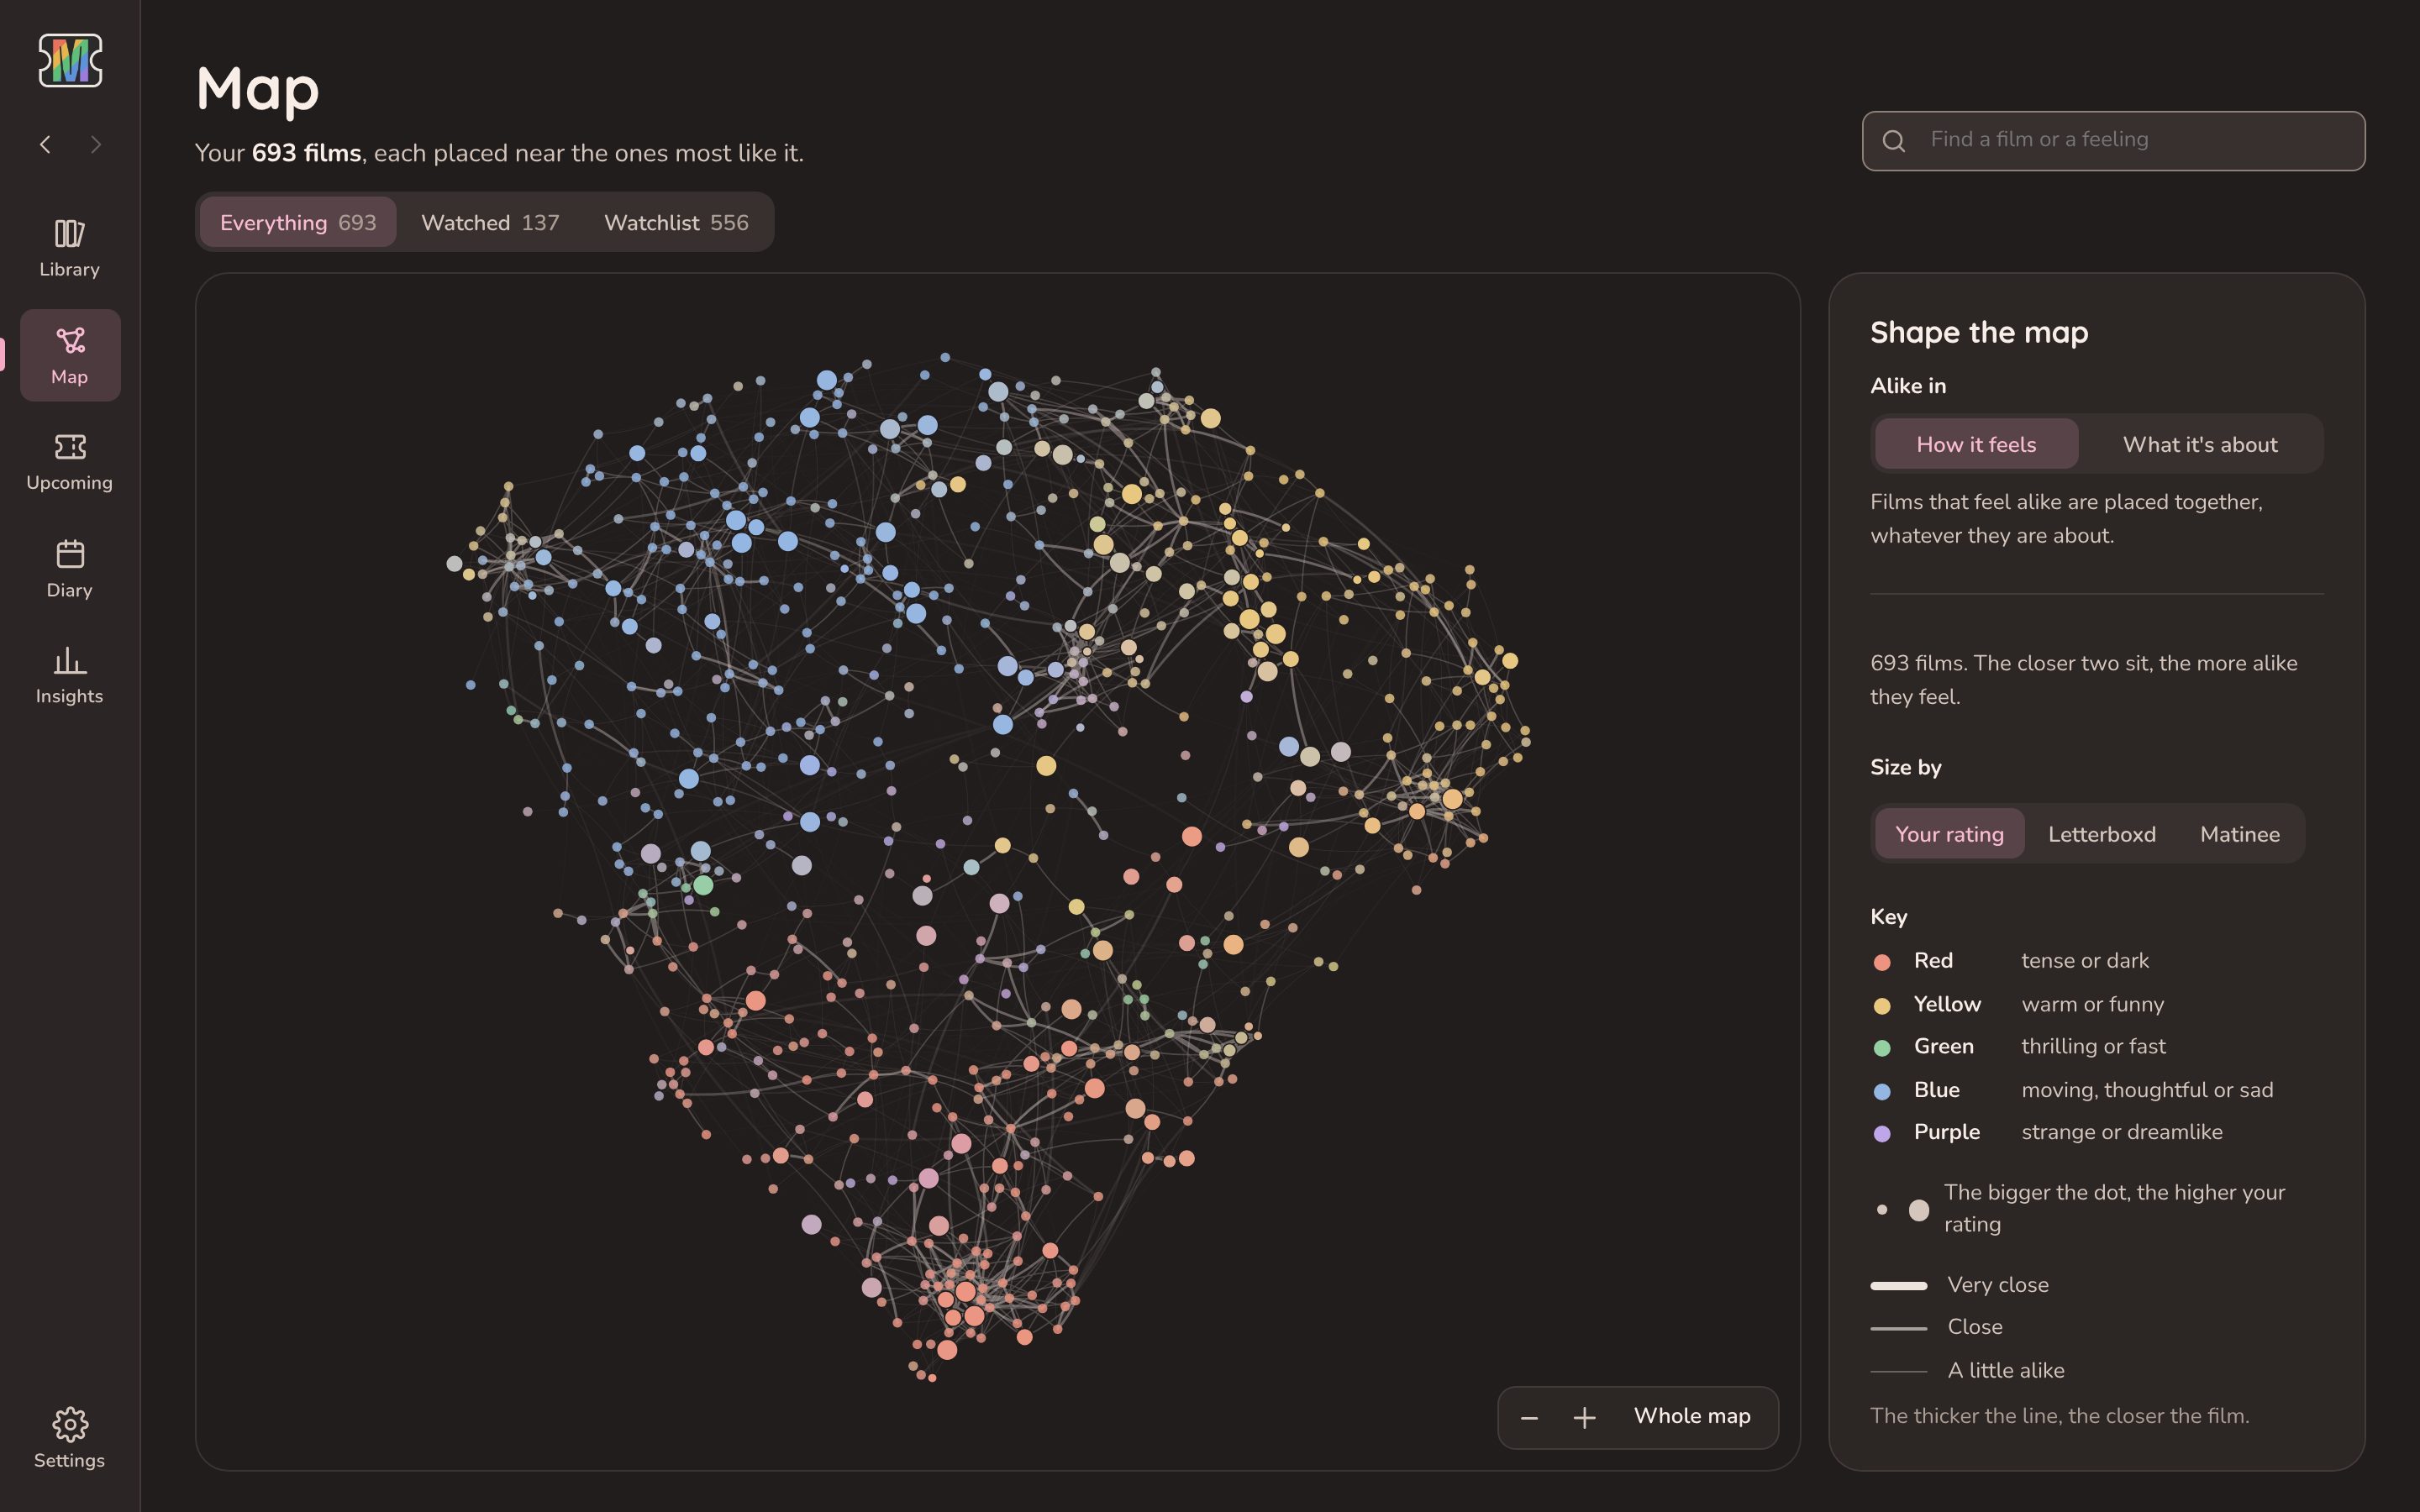 M
Library
Map
Upcoming
Diary
Insights
Settings
Map
Your 693 films, each placed near the ones most like it.
Find a film or a feeling
Everything 693 Watched 137 Watchlist 556
Whole map
Shape the map
Alike in
How it feels What it's about
Films that feel alike are placed together,
whatever they are about.
693 films. The closer two sit, the more alike
they feel.
Size by
Your rating Letterboxd Matinee
Key
Red tense or dark
Yellow warm or funny
Green thrilling or fast
Blue moving, thoughtful or sad
Purple strange or dreamlike
The bigger the dot, the higher your
rating
Very close
Close
A little alike
The thicker the line, the closer the film.